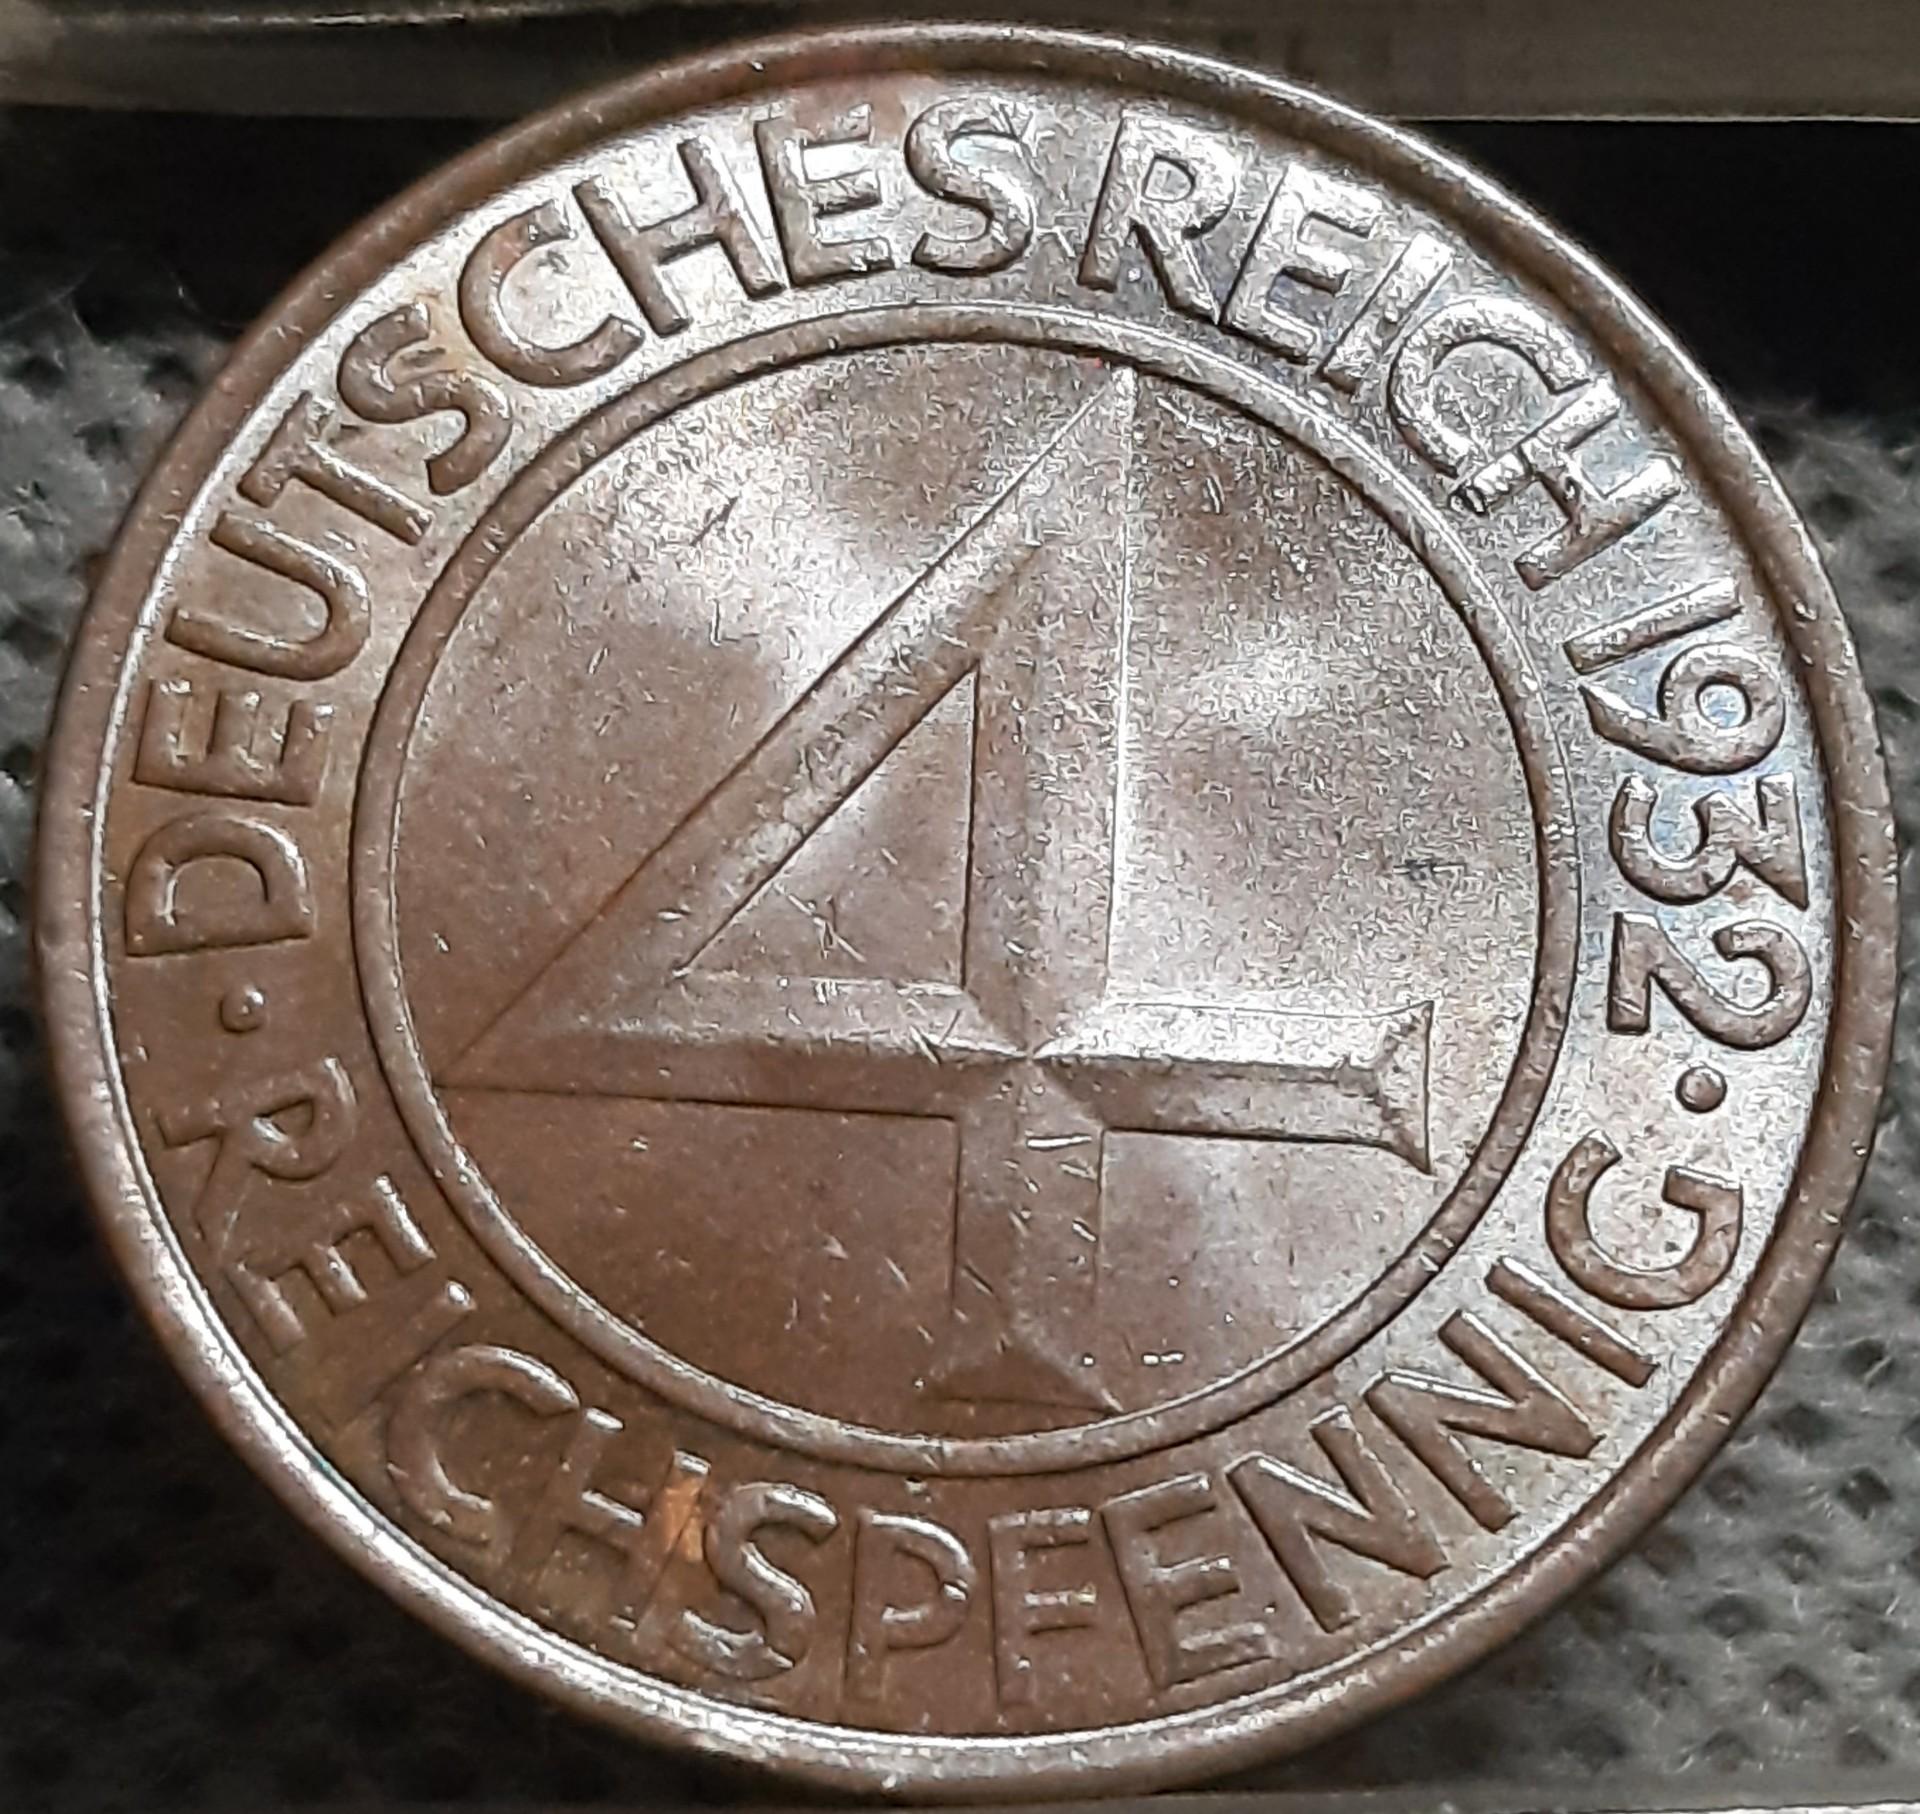 DEUTSCHES REICH 1932
4
REICHSPFENNIG